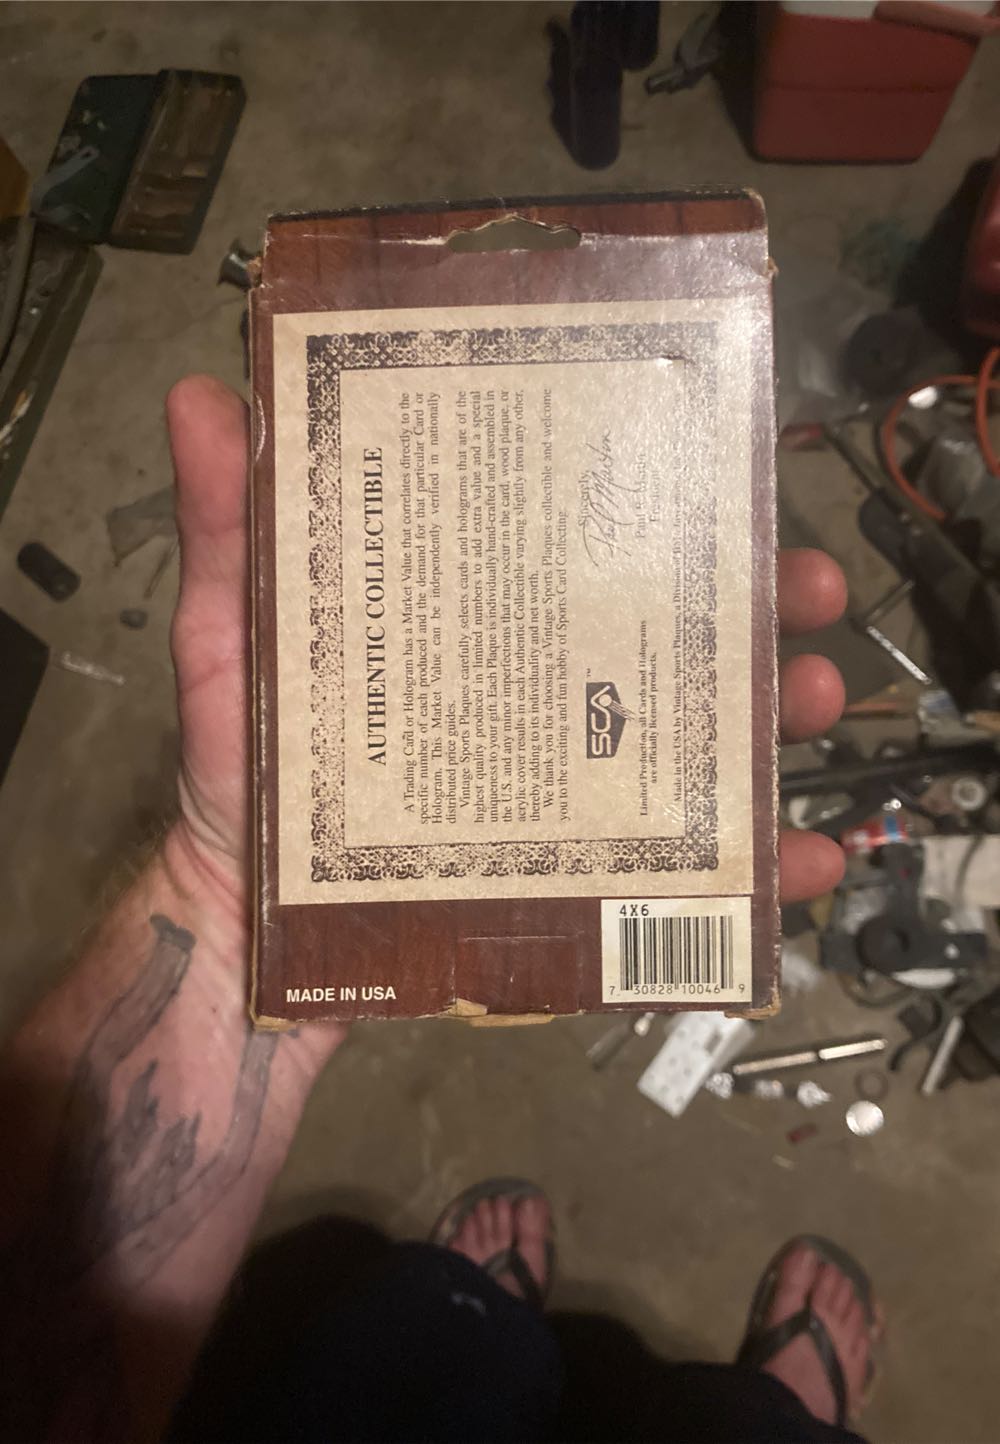 AUTHENTIC COLLECTIBLE
A Trading Card or Hologram has a Market Value that correlates directly to the
specific number of each produced and the demand for that particular Card or
Hologram. This Market Value can be independently verified in nationally
distributed price guides.
Vintage Sports Plaques carefully selects cards and holograms that are of the
highest quality produced in limited numbers to add extra value and a special
uniqueness to your gift. Each Plaque is individually hand-crafted and assembled in
the U.S. and any minor imperfections that may occur in the card, wood plaque, or
acrylic cover results in each Authentic Collectible varying slightly from any other,
thereby adding to its individuality and net worth.
We thank you for choosing a Vintage Sports Plaques collectible and welcome
you to the exciting and fun hobby of Sports Card Collecting.
Sincerely,
Paul Martin
President
SCA™
Limited Production, all Cards and Holograms
are officially licensed products.
Made in the USA by Vintage Sports Plaques, a Division of
MADE IN USA
4X6
7 30828 10046 9